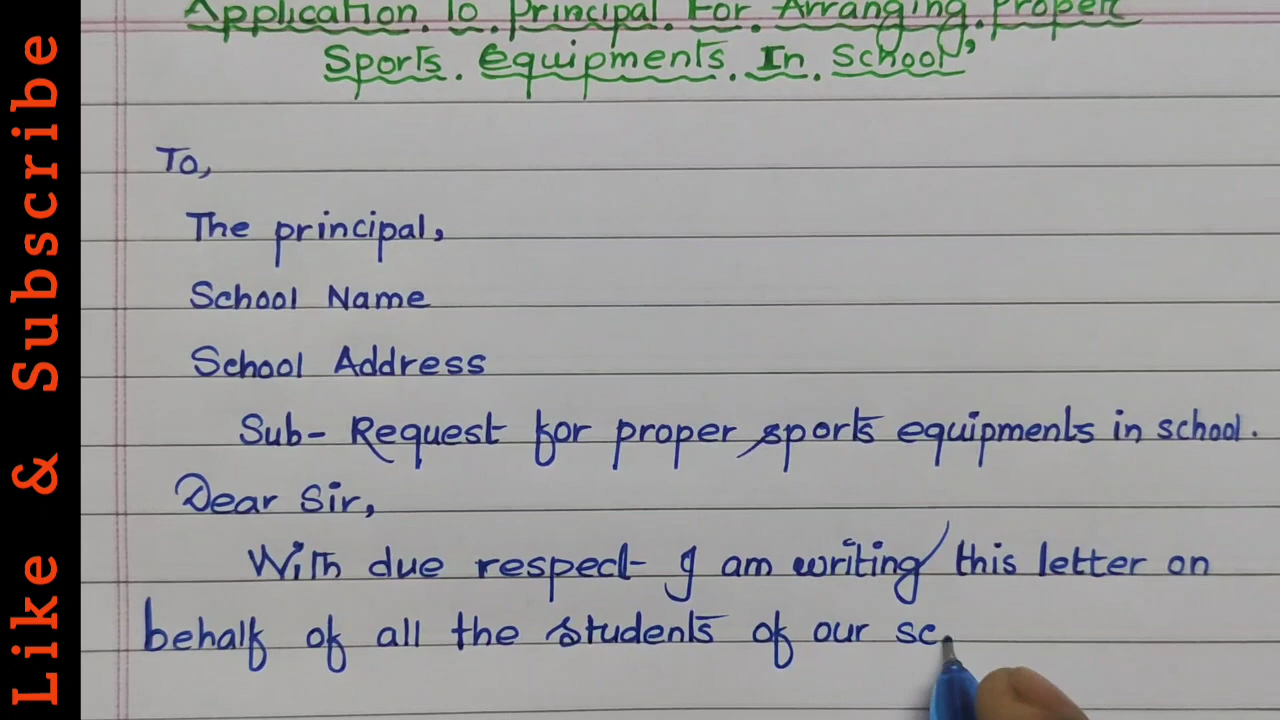 Application. To. Principal. For. Arranging. Proper
Sports. Equipments. In. School”
To,
The principal,
School Name
School Address
Sub- Request for proper sports equipments in school.
Dear Sir,
With due respect I am writing this letter on
behalf of all the students of our sc
Like & Subscribe